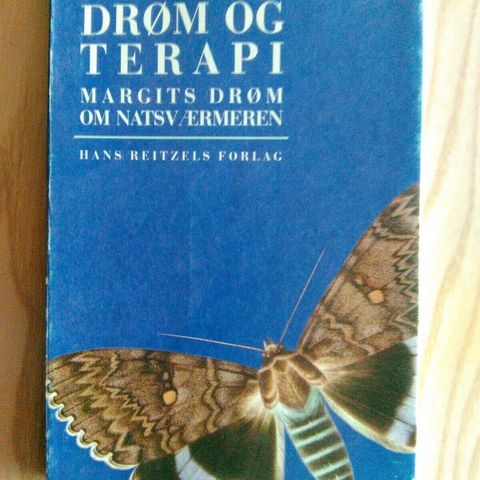 DRØM OG
TERAPI
MARGITS DRØM
OM NATSVÆRMEREN
HANS REITZELS FORLAG